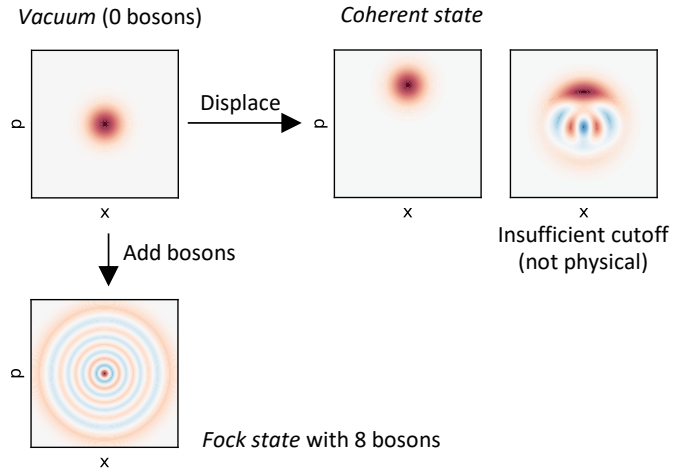 Vacuum (0 bosons)
Coherent state
p
x
Displace
p
x
x
Insufficient cutoff
(not physical)
Add bosons
p
x
Fock state with 8 bosons